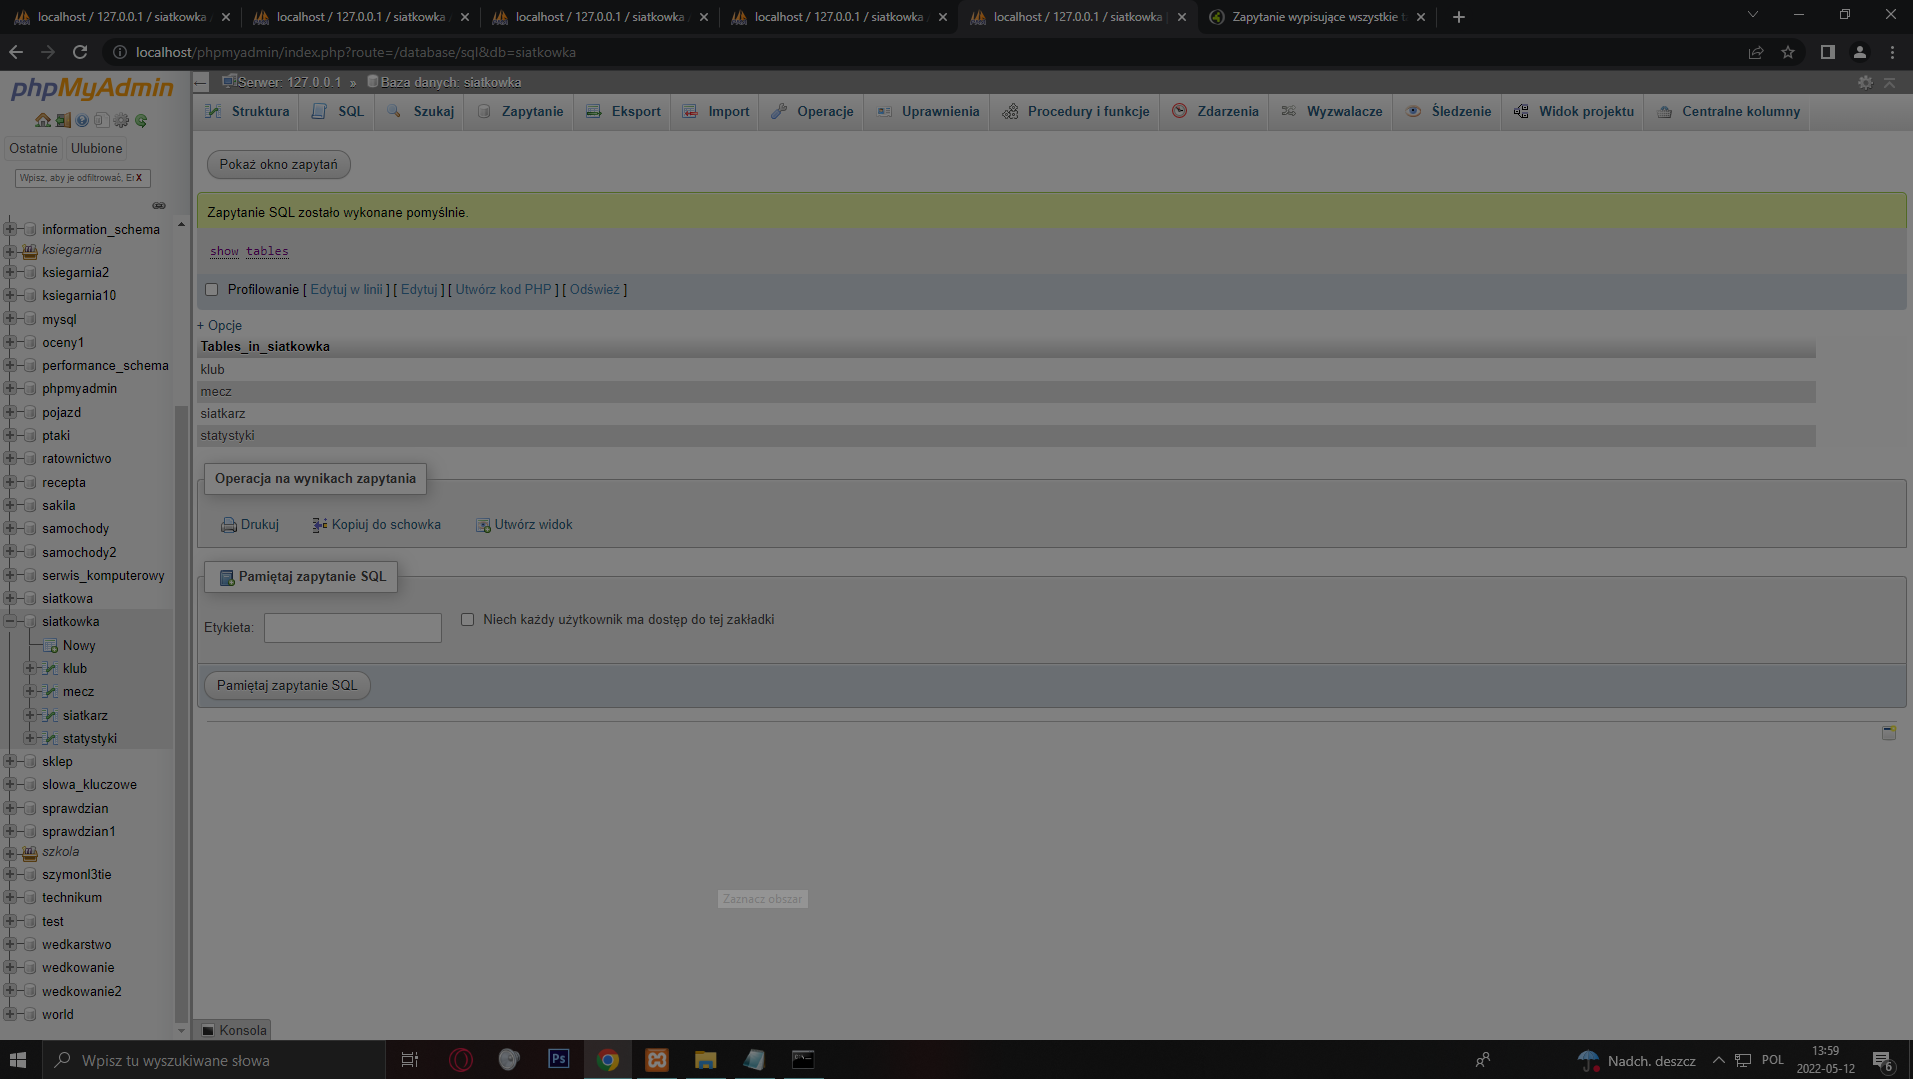 localhost / 127.0.0.1 / siatkowka
localhost / 127.0.0.1 / siatkowka
localhost / 127.0.0.1 / siatkowka
localhost / 127.0.0.1 / siatkowka
localhost / 127.0.0.1 / siatkowka
Zapytanie wypisujące wszystkie
localhost/phpmyadmin/index.php?route=/database/sql&db=siatkowka
phpMyAdmin
Serwer: 127.0.0.1 » Baza danych: siatkowka
Struktura SQL Szukaj Zapytanie Eksport Import Operacje Uprawnienia Procedury i funkcje Zdarzenia Wyzwalacze Śledzenie Widok projektu Centralne kolumny
Ostatnie Ulubione
Wpisz, aby je odfiltrować, X
information_schema
ksiegarnia
ksiegarnia2
ksiegarnia10
mysql
oceny1
performance_schema
phpmyadmin
pojazd
ptaki
ratownictwo
recepta
sakila
samochody
samochody2
serwis_komputerowy
siatkowa
siatkowka
Nowy
klub
mecz
siatkarz
statystyki
sklep
slowa_kluczowe
sprawdzian
sprawdzian1
szkola
szymonl3tie
technikum
test
wedkarstwo
wedkowanie
wedkowanie2
world
Pokaż okno zapytań
Zapytanie SQL zostało wykonane pomyślnie.
show tables
Profilowanie [ Edytuj w linii ] [ Edytuj ] [ Utwórz kod PHP ] [ Odśwież ]
+ Opcje
Tables_in_siatkowka
klub
mecz
siatkarz
statystyki
Operacja na wynikach zapytania
Drukuj Kopiuj do schowka Utwórz widok
Pamiętaj zapytanie SQL
Etykieta: Niech każdy użytkownik ma dostęp do tej zakładki
Pamiętaj zapytanie SQL
Zaznacz obszar
Konsola
Wpisz tu wyszukiwane słowa
Ps
Nadch. deszcz
POL
13:59
2022-05-12
6